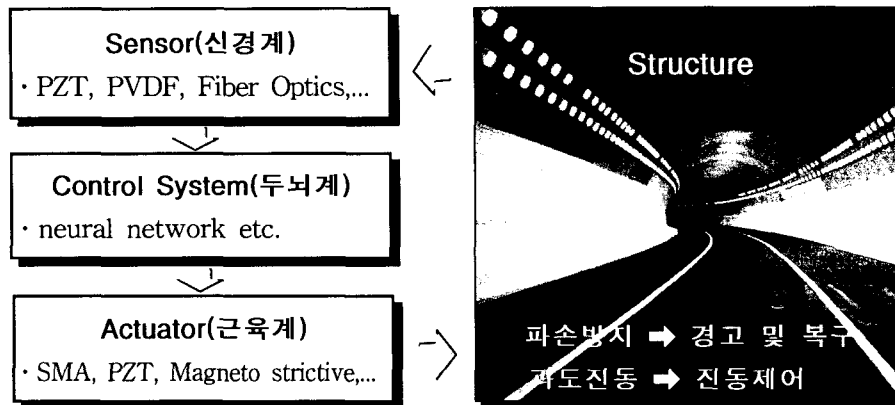 Sensor(신경계)
· PZT, PVDF, Fiber Optics,...
Control System(두뇌계)
· neural network etc.
Actuator(근육계)
· SMA, PZT, Magneto strictive,...
Structure
파손방지 ➡ 경고 및 복구
과도진동 ➡ 진동제어